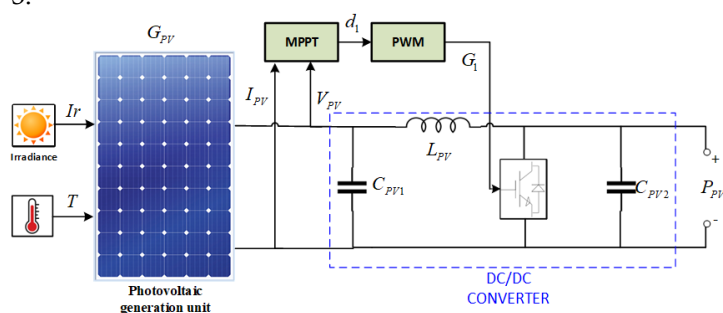 3.
G_PV
MPPT
d_1
PWM
G_1
I_PV
V_PV
Ir
Irradiance
L_PV
C_PV1
C_PV2
+
P_PV
-
T
DC/DC
CONVERTER
Photovoltaic
generation unit